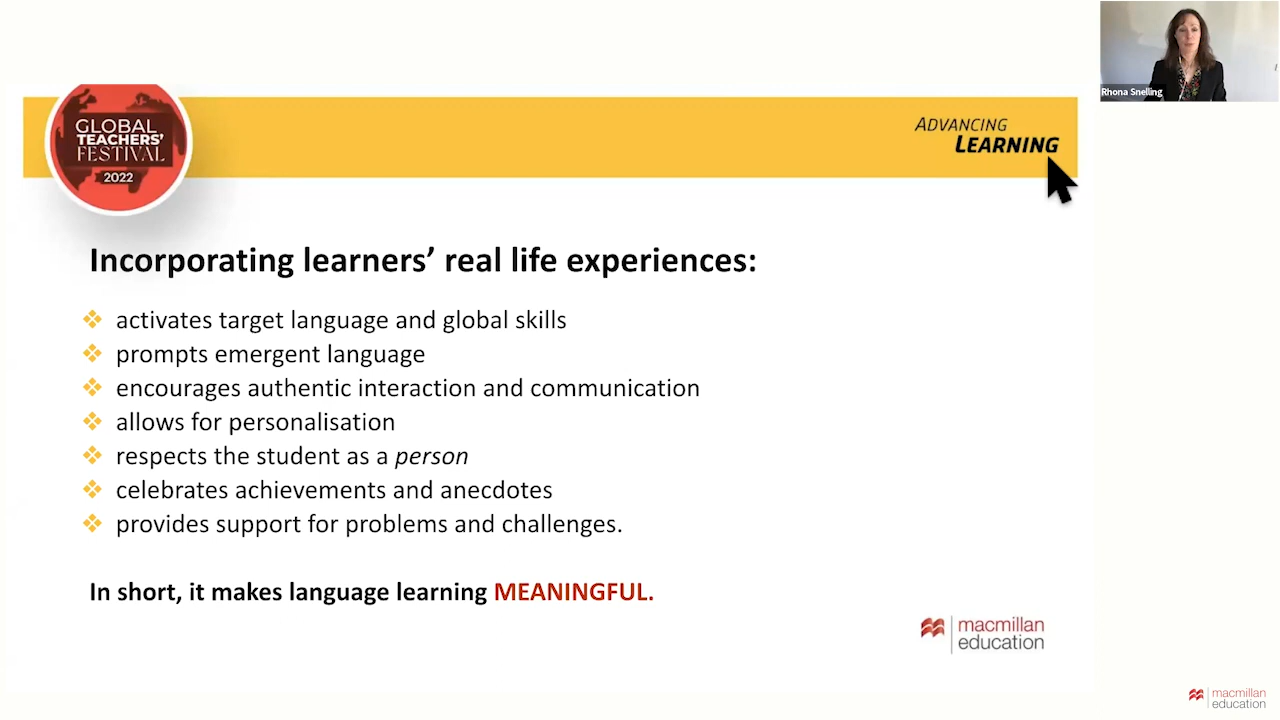 Rhona Snelling
GLOBAL
TEACHERS'
FESTIVAL
2022
ADVANCING
LEARNING
Incorporating learners’ real life experiences:
activates target language and global skills
prompts emergent language
encourages authentic interaction and communication
allows for personalisation
respects the student as a person
celebrates achievements and anecdotes
provides support for problems and challenges.
In short, it makes language learning MEANINGFUL.
macmillan
education
macmillan
education